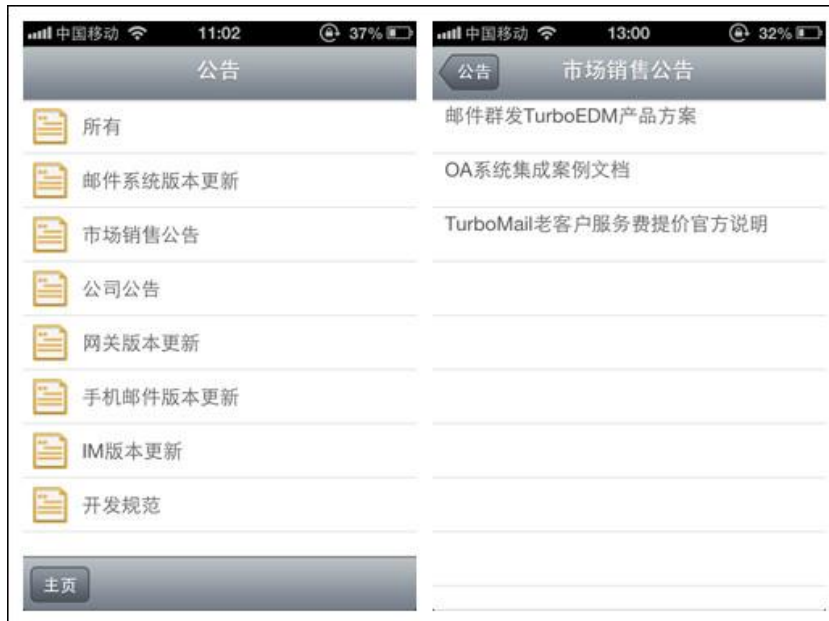 中国移动 11:02 37%
公告
所有
邮件系统版本更新
市场销售公告
公司公告
网关版本更新
手机邮件版本更新
IM版本更新
开发规范
主页
中国移动 13:00 32%
公告 市场销售公告
邮件群发TurboEDM产品方案
OA系统集成案例文档
TurboMail老客户服务费提价官方说明